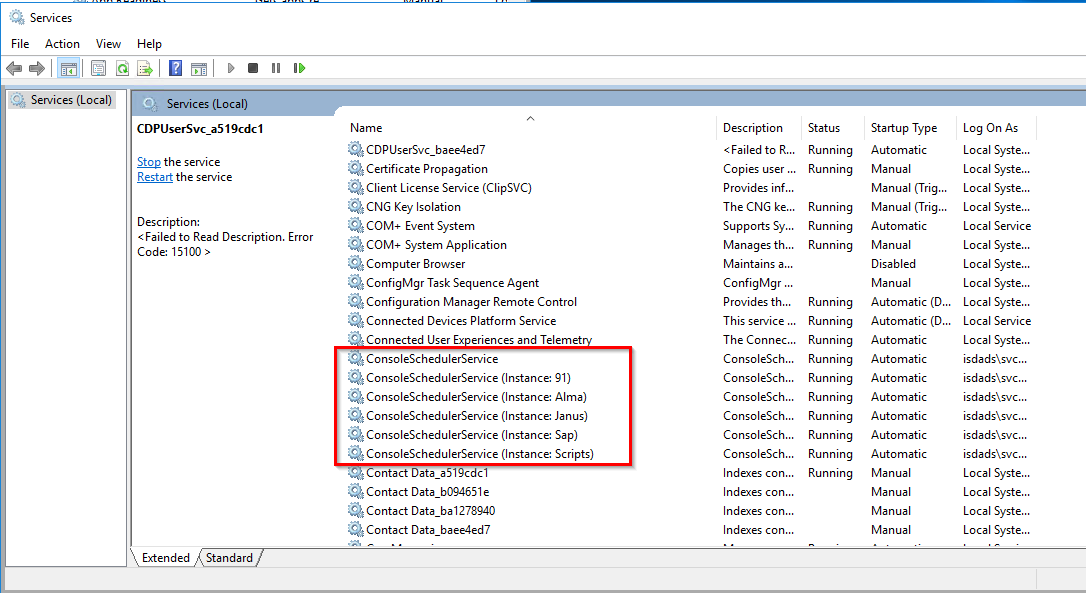 Services
File Action View Help
Services (Local)
Services (Local)
CDPUserSvc_a519cdc1
Stop the service
Restart the service
Description:
<Failed to Read Description. Error
Code: 15100 >
Name Description Status Startup Type Log On As
CDPUserSvc_baee4ed7 <Failed to R... Running Automatic Local Syste...
Certificate Propagation Copies user ... Running Manual Local Syste...
Client License Service (ClipSVC) Provides inf... Manual (Trig... Local Syste...
CNG Key Isolation The CNG ke... Running Manual (Trig... Local Syste...
COM+ Event System Supports Sy... Running Automatic Local Service
COM+ System Application Manages th... Running Manual Local Syste...
Computer Browser Maintains a... Disabled Local Syste...
ConfigMgr Task Sequence Agent ConfigMgr ... Manual Local Syste...
Configuration Manager Remote Control Provides th... Running Automatic (D... Local Syste...
Connected Devices Platform Service This service ... Running Automatic (D... Local Service
Connected User Experiences and Telemetry The Connec... Running Automatic Local Syste...
ConsoleSchedulerService ConsoleSch... Running Automatic isdads\svc...
ConsoleSchedulerService (Instance: 91) ConsoleSch... Running Automatic isdads\svc...
ConsoleSchedulerService (Instance: Alma) ConsoleSch... Running Automatic isdads\svc...
ConsoleSchedulerService (Instance: Janus) ConsoleSch... Running Automatic isdads\svc...
ConsoleSchedulerService (Instance: Sap) ConsoleSch... Running Automatic isdads\svc...
ConsoleSchedulerService (Instance: Scripts) ConsoleSch... Running Automatic isdads\svc...
Contact Data_a519cdc1 Indexes con... Running Manual Local Syste...
Contact Data_b094651e Indexes con... Manual Local Syste...
Contact Data_ba1278940 Indexes con... Manual Local Syste...
Contact Data_baee4ed7 Indexes con... Manual Local Syste...
Extended Standard